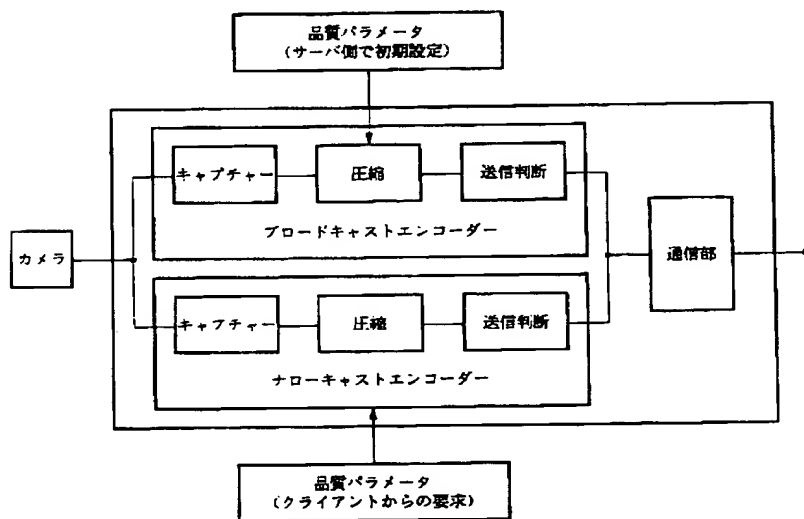 品質パラメータ
(サーバ側で初期設定)
キャプチャー
圧縮
送信判断
ブロードキャストエンコーダー
カメラ
通信部
キャプチャー
圧縮
送信判断
ナローキャストエンコーダー
品質パラメータ
(クライアントからの要求)